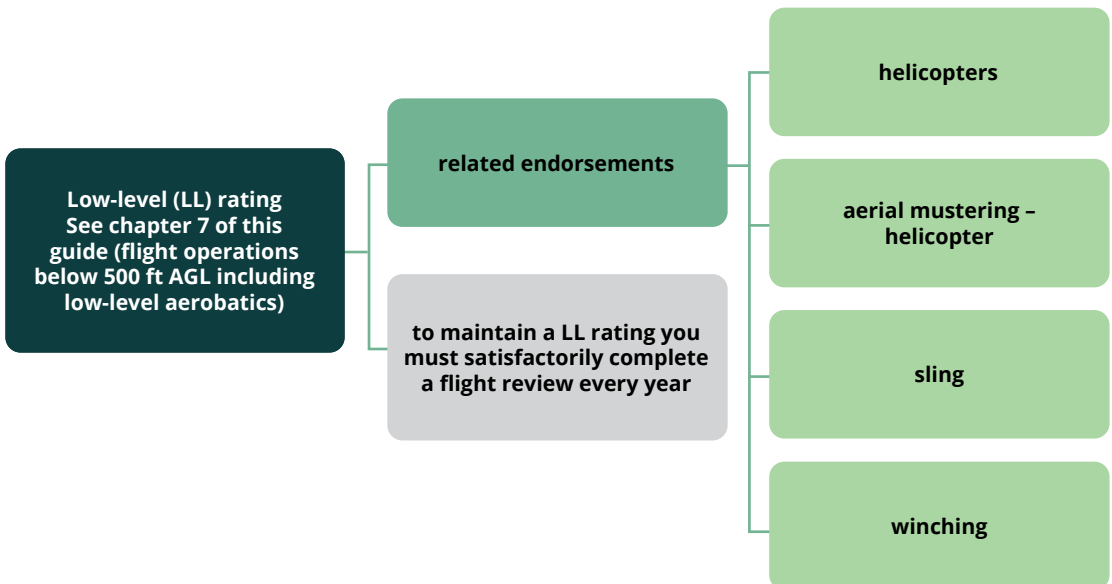 Low-level (LL) rating
See chapter 7 of this
guide (flight operations
below 500 ft AGL including
low-level aerobatics)
related endorsements
to maintain a LL rating you
must satisfactorily complete
a flight review every year
helicopters
aerial mustering –
helicopter
sling
winching